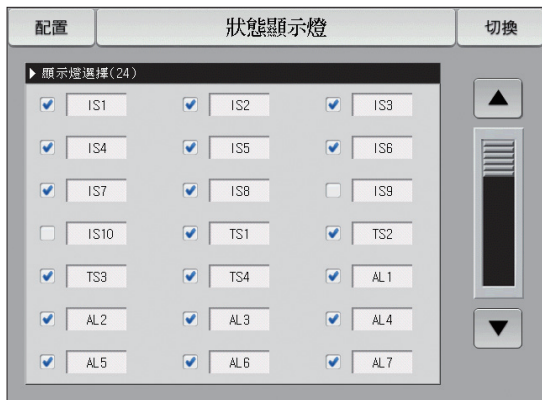 配置 狀態顯示燈 切換
顯示燈選擇(24)
IS1 IS2 IS3
IS4 IS5 IS6
IS7 IS8 IS9
IS10 TS1 TS2
TS3 TS4 AL1
AL2 AL3 AL4
AL5 AL6 AL7